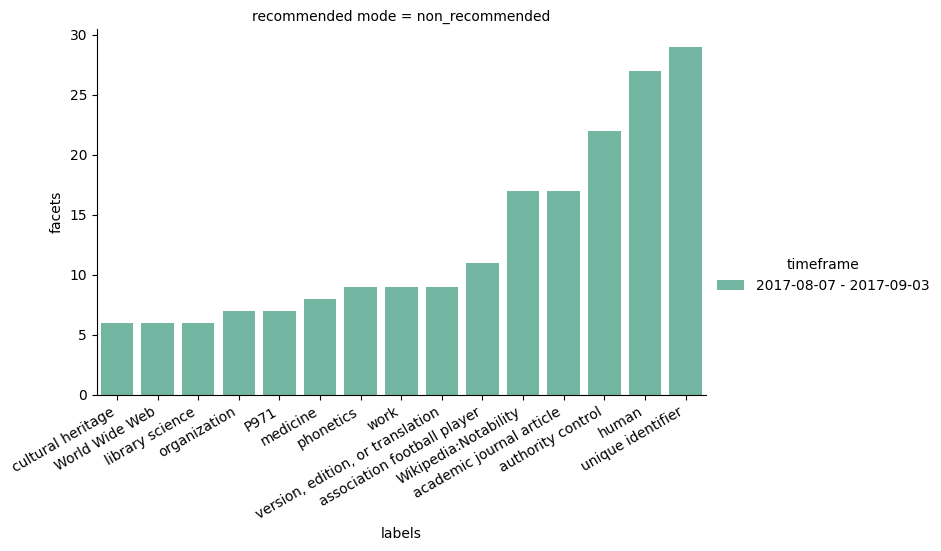 recommended mode = non_recommended
30
25
20
15
10
5
0
facets
cultural heritage
World Wide Web
library science
organization
P971
medicine
phonetics
work
version, edition, or translation
association football player
Wikipedia:Notability
academic journal article
authority control
human
unique identifier
labels
timeframe
2017-08-07 - 2017-09-03